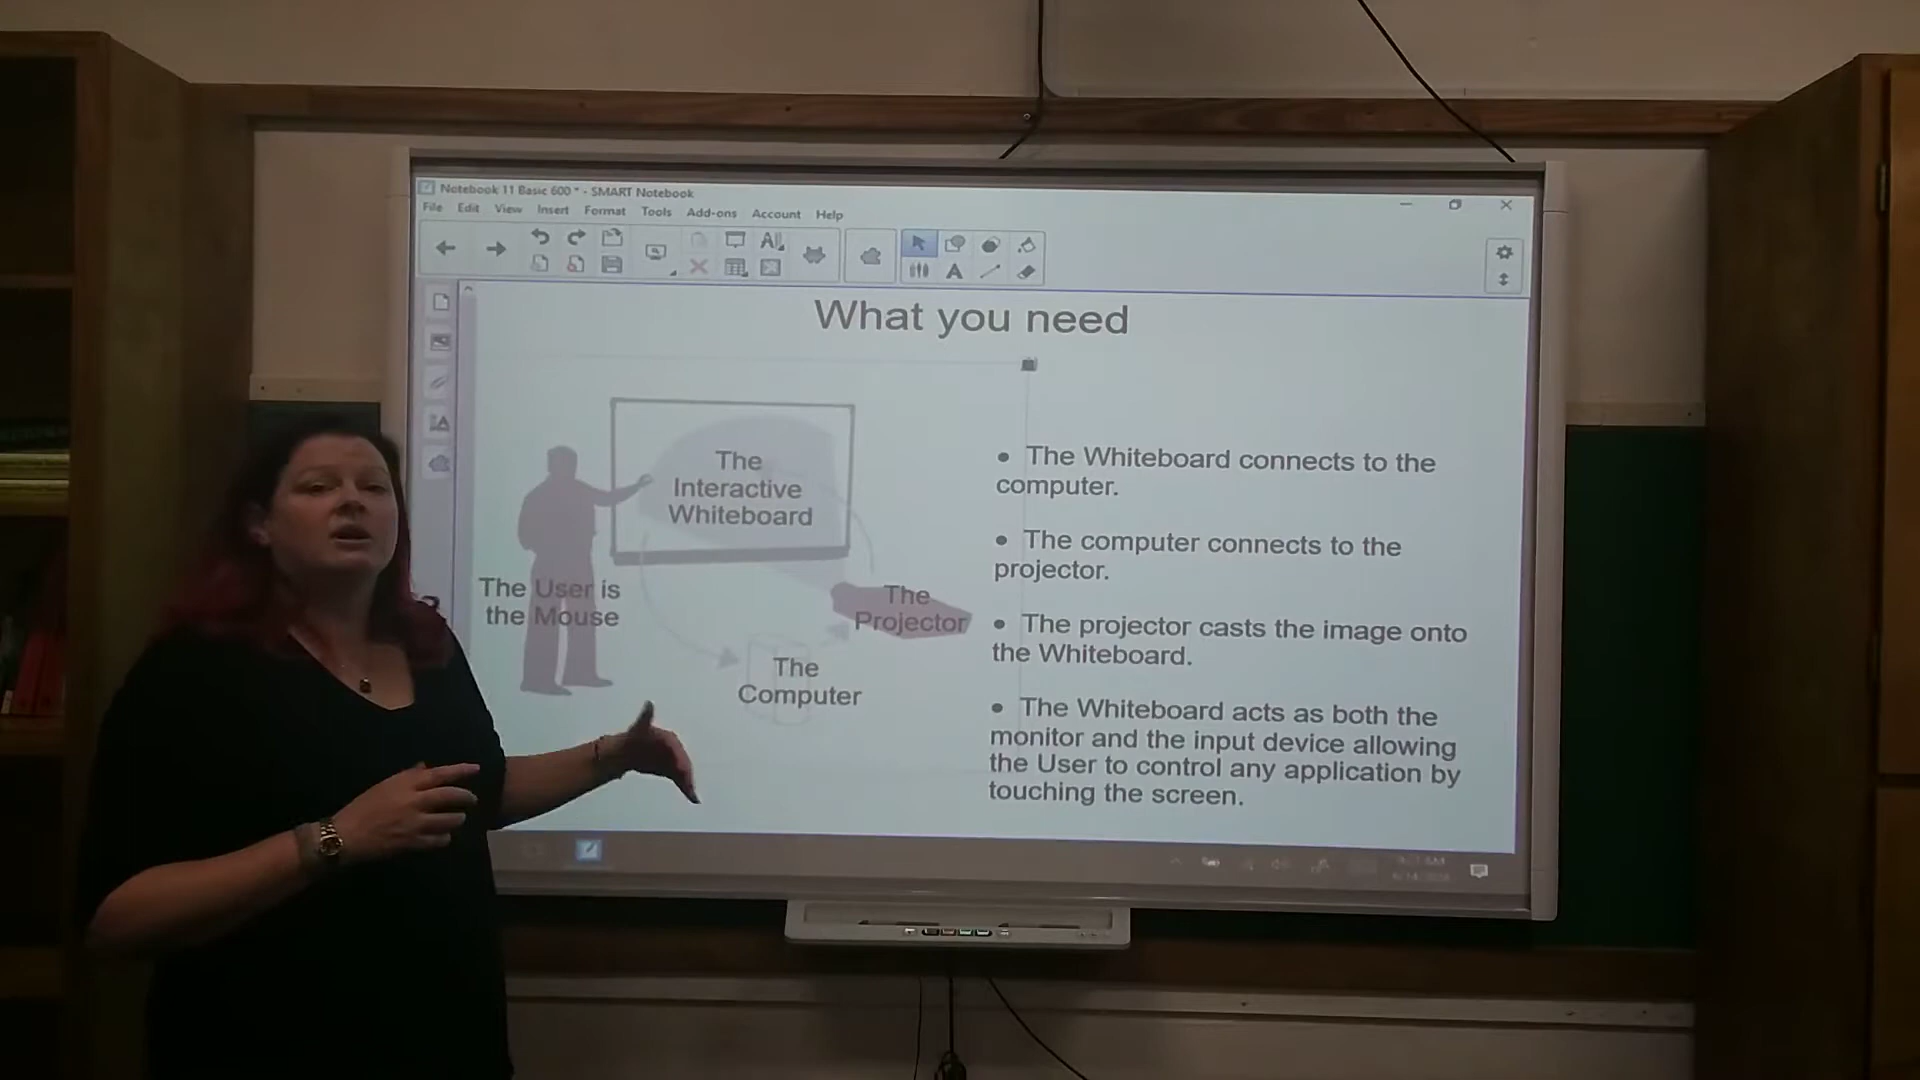 Notebook 11 Basic 600 * - SMART Notebook
File Edit View Insert Format Tools Add-ons Account Help
What you need
The
Interactive
Whiteboard
The User is
the Mouse
The
Projector
The
Computer
• The Whiteboard connects to the
computer.
• The computer connects to the
projector.
• The projector casts the image onto
the Whiteboard.
• The Whiteboard acts as both the
monitor and the input device allowing
the User to control any application by
touching the screen.